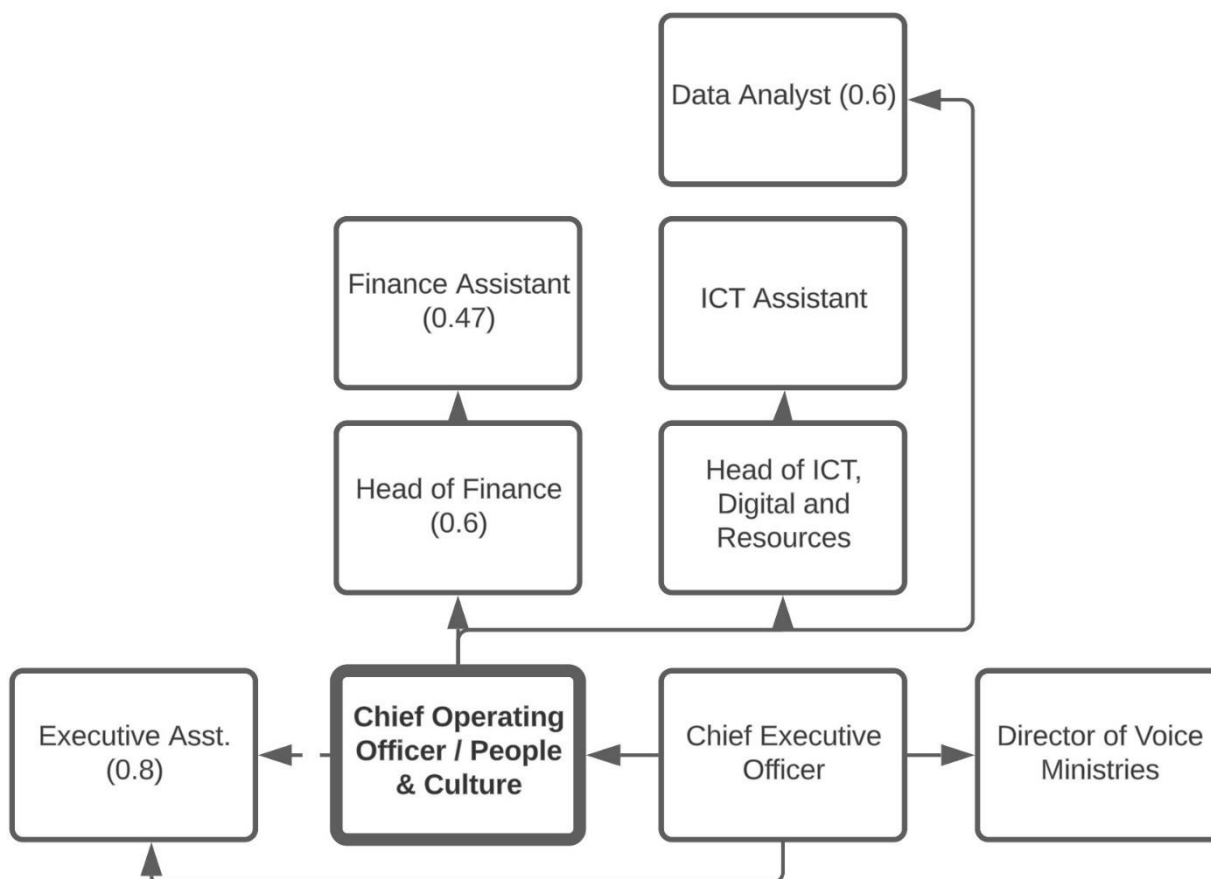 Data Analyst (0.6)
Finance Assistant
(0.47)
ICT Assistant
Head of Finance
(0.6)
Head of ICT,
Digital and
Resources
Executive Asst.
(0.8)
Chief Operating
Officer / People
& Culture
Chief Executive
Officer
Director of Voice
Ministries